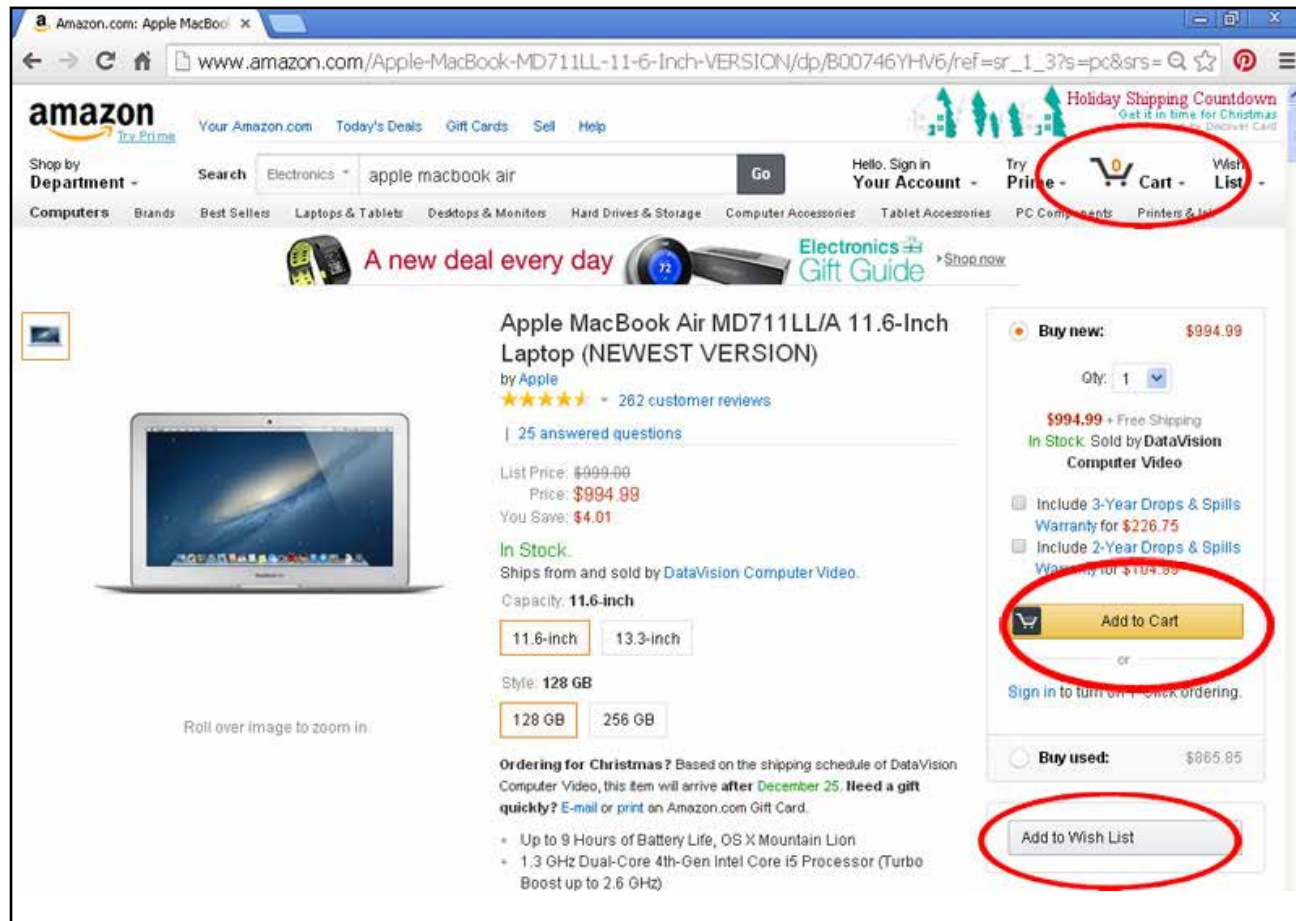 Amazon.com: Apple MacBoo
www.amazon.com/Apple-MacBook-MD711LL-11-6-Inch-VERSION/dp/B00746YHV6/ref=sr_1_3?s=pc&srs=
amazon
Try Prime
Your Amazon.com Today's Deals Gift Cards Sell Help
Holiday Shipping Countdown
Get it in time for Christmas
by Discover Card
Shop by
Department
Search Electronics apple macbook air Go
Hello. Sign in
Your Account
Try
Prime
0
Cart
Wish
List
Computers Brands Best Sellers Laptops & Tablets Desktops & Monitors Hard Drives & Storage Computer Accessories Tablet Accessories PC Components Printers &
A new deal every day
72
Electronics
Gift Guide
Shop now
Apple MacBook Air MD711LL/A 11.6-Inch
Laptop (NEWEST VERSION)
by Apple
262 customer reviews
| 25 answered questions
List Price: $999.00
Price: $994.99
You Save: $4.01
In Stock.
Ships from and sold by DataVision Computer Video.
Capacity: 11.6-inch
11.6-inch 13.3-inch
Style: 128 GB
128 GB 256 GB
Roll over image to zoom in
Ordering for Christmas? Based on the shipping schedule of DataVision
Computer Video, this item will arrive after December 25. Need a gift
quickly? E-mail or print an Amazon.com Gift Card.
Up to 9 Hours of Battery Life, OS X Mountain Lion
1.3 GHz Dual-Core 4th-Gen Intel Core i5 Processor (Turbo
Boost up to 2.6 GHz)
Buy new: $994.99
Qty: 1
$994.99 + Free Shipping
In Stock. Sold by DataVision
Computer Video
Include 3-Year Drops & Spills
Warranty for $226.75
Include 2-Year Drops & Spills
Warranty for $184.99
Add to Cart
or
Sign in to turn on 1-Click ordering.
Buy used: $865.85
Add to Wish List